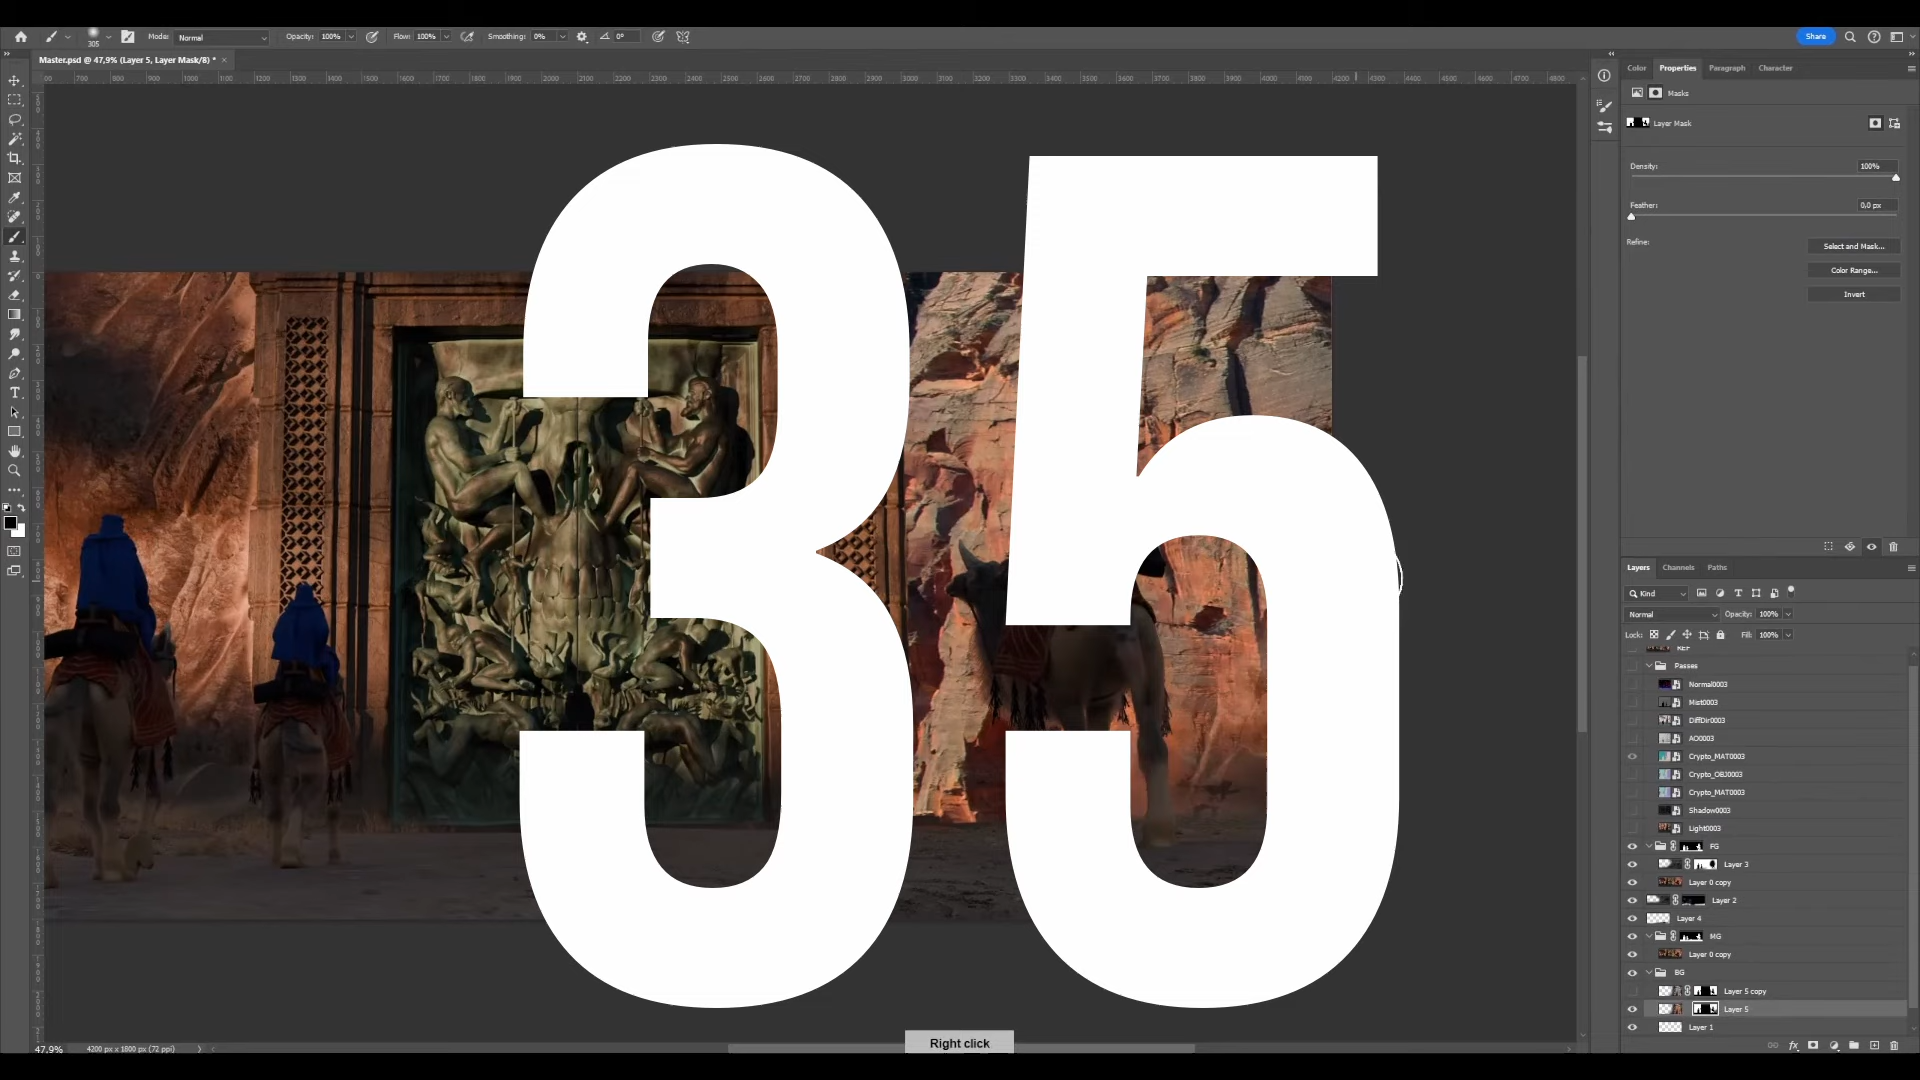 305
Mode: Normal
Opacity: 100%
Flow: 100%
Smoothing: 0%
0°
Share
Master.psd @ 47,9% (Layer 5, Layer Mask/8) *
35
Color
Properties
Paragraph
Character
Masks
Layer Mask
Density: 100%
Feather: 0,0 px
Refine:
Select and Mask...
Color Range...
Invert
Layers
Channels
Paths
Kind
Normal
Opacity: 100%
Lock:
Fill: 100%
REF
Passes
Normal0003
Mist0003
DiffDir0003
AO0003
Crypto_MAT0003
Crypto_OBJ0003
Crypto_MAT0003
Shadow0003
Light0003
FG
Layer 3
Layer 0 copy
Layer 2
Layer 4
MG
Layer 0 copy
BG
Layer 5 copy
Layer 5
Layer 1
47,9%
4200 px x 1800 px (72 ppi)
Right click